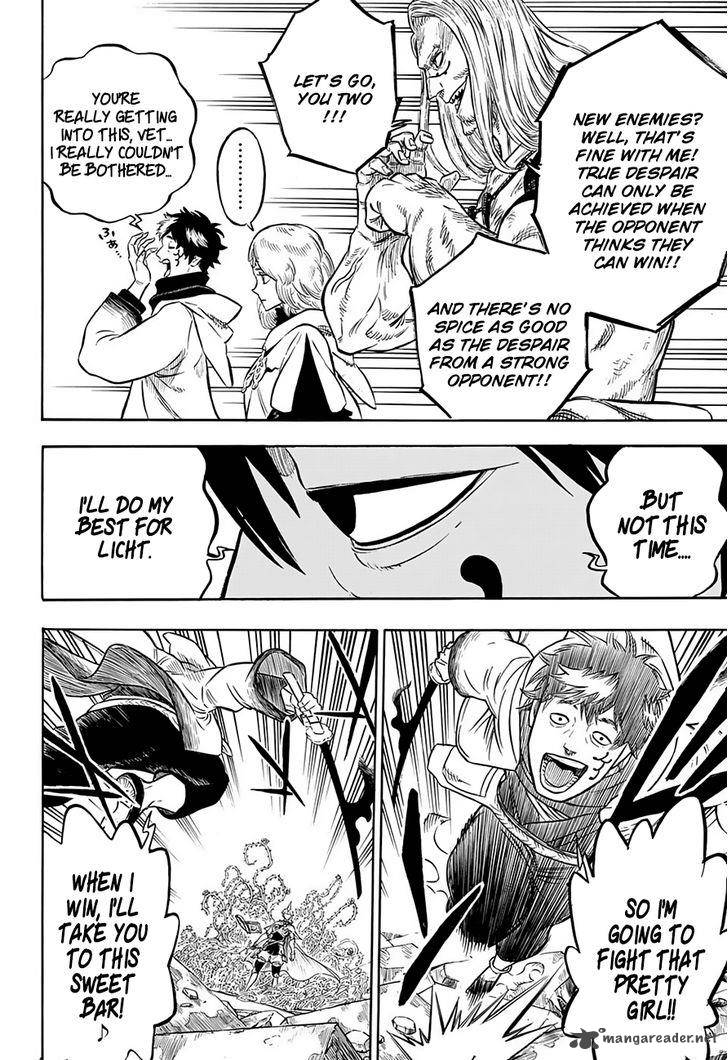 NEW ENEMIES?
WELL, THAT'S
FINE WITH ME!
TRUE DESPAIR
CAN ONLY BE
ACHIEVED WHEN
THE OPPONENT
THINKS THEY
CAN WIN!!
AND THERE'S NO
SPICE AS GOOD
AS THE DESPAIR
FROM A STRONG
OPPONENT!!
LET'S GO,
YOU TWO
!!!
.........
YOU'RE
REALLY GETTING
INTO THIS, VET..
I REALLY COULDN'T
BE BOTHERED...
ふぁ...
BUT
NOT THIS
TIME....
I'LL DO MY
BEST FOR
LICHT.
SO I'M
GOING TO
FIGHT THAT
PRETTY
GIRL!!
WHEN I
WIN, I'LL
TAKE YOU
TO THIS
SWEET
BAR!
♪
mangareader.net